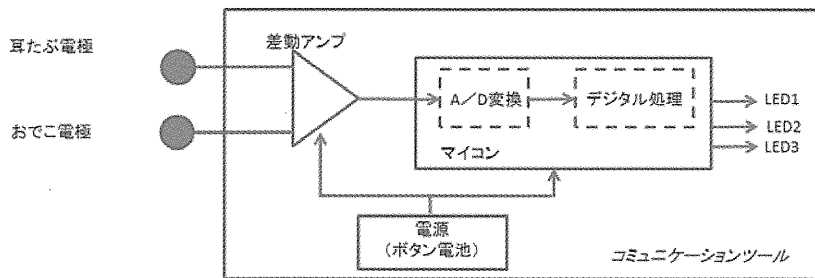 耳たぶ電極
差動アンプ
おでこ電極
A/D変換
デジタル処理
マイコン
LED1
LED2
LED3
電源
(ボタン電池)
コミュニケーションツール